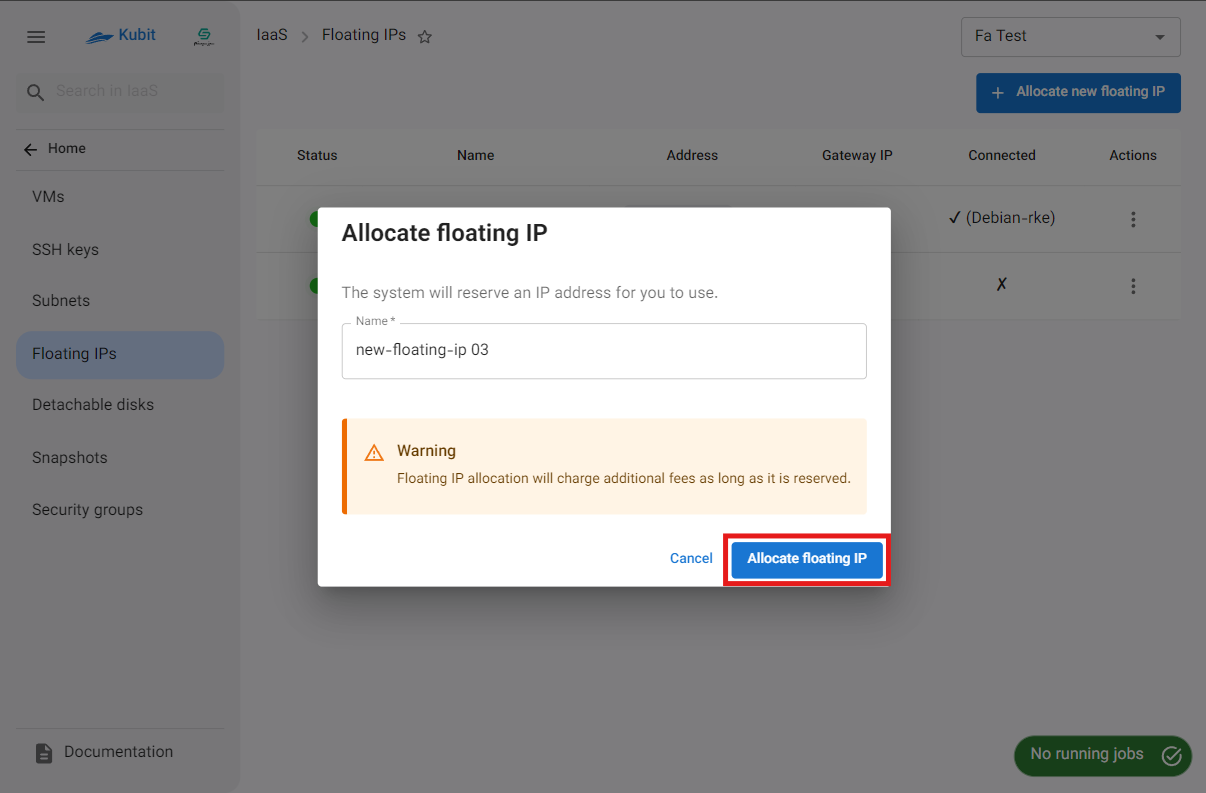 Kubit
IaaS > Floating IPs
Fa Test
Search in IaaS
+ Allocate new floating IP
Home
Status Name Address Gateway IP Connected Actions
VMs
✓ (Debian-rke)
SSH keys
✗
Subnets
Floating IPs
Detachable disks
Snapshots
Security groups
Allocate floating IP
The system will reserve an IP address for you to use.
Name *
new-floating-ip 03
Warning
Floating IP allocation will charge additional fees as long as it is reserved.
Cancel Allocate floating IP
Documentation
No running jobs